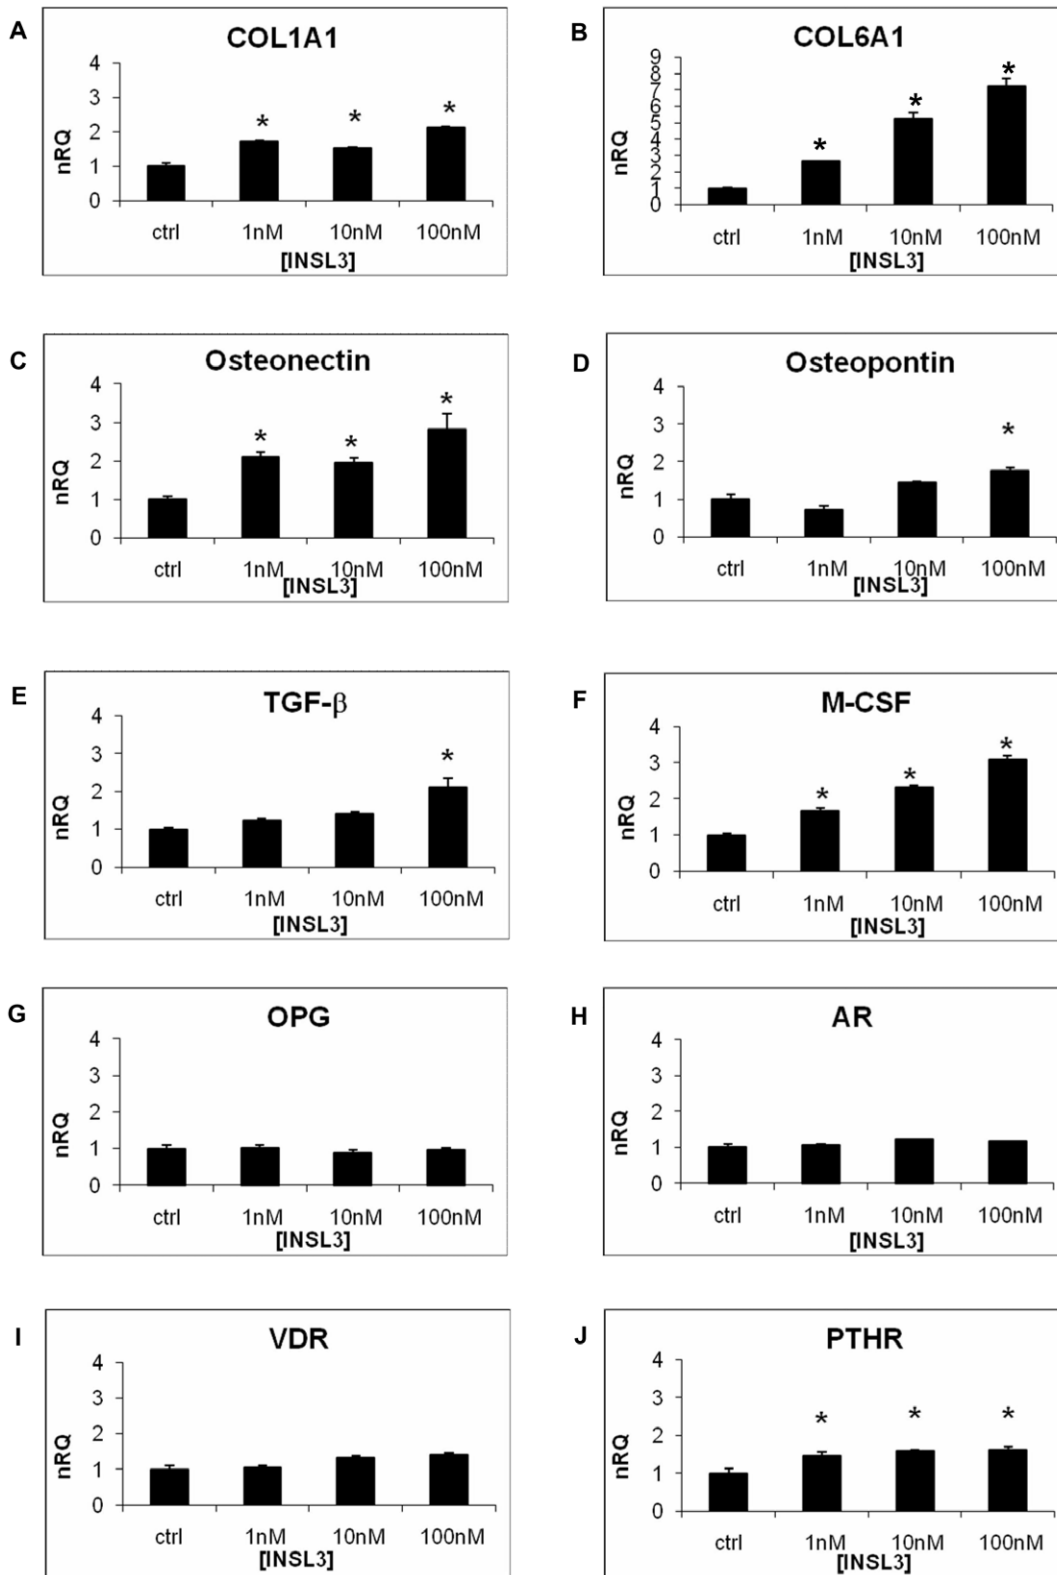 A
COL1A1
nRQ
4
3
2
1
0
*
*
*
ctrl 1nM 10nM 100nM
[INSL3]
B
COL6A1
nRQ
9
8
7
6
5
4
3
2
1
0
*
*
*
ctrl 1nM 10nM 100nM
[INSL3]
C
Osteonectin
nRQ
4
3
2
1
0
*
*
*
ctrl 1nM 10nM 100nM
[INSL3]
D
Osteopontin
nRQ
4
3
2
1
0
*
ctrl 1nM 10nM 100nM
[INSL3]
E
TGF-β
nRQ
4
3
2
1
0
*
ctrl 1nM 10nM 100nM
[INSL3]
F
M-CSF
nRQ
4
3
2
1
0
*
*
*
ctrl 1nM 10nM 100nM
[INSL3]
G
OPG
nRQ
4
3
2
1
0
ctrl 1nM 10nM 100nM
[INSL3]
H
AR
nRQ
4
3
2
1
0
ctrl 1nM 10nM 100nM
[INSL3]
I
VDR
nRQ
4
3
2
1
0
ctrl 1nM 10nM 100nM
[INSL3]
J
PTHR
nRQ
4
3
2
1
0
*
*
*
ctrl 1nM 10nM 100nM
[INSL3]